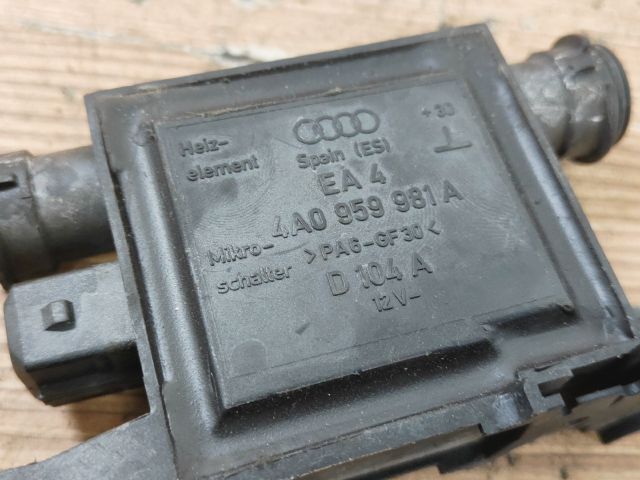 Heiz-
element
Spain (ES)
+30
EA 4
4A0 959 981 A
Mikro-
schalter
>PA6-GF30<
D 104 A
12V-